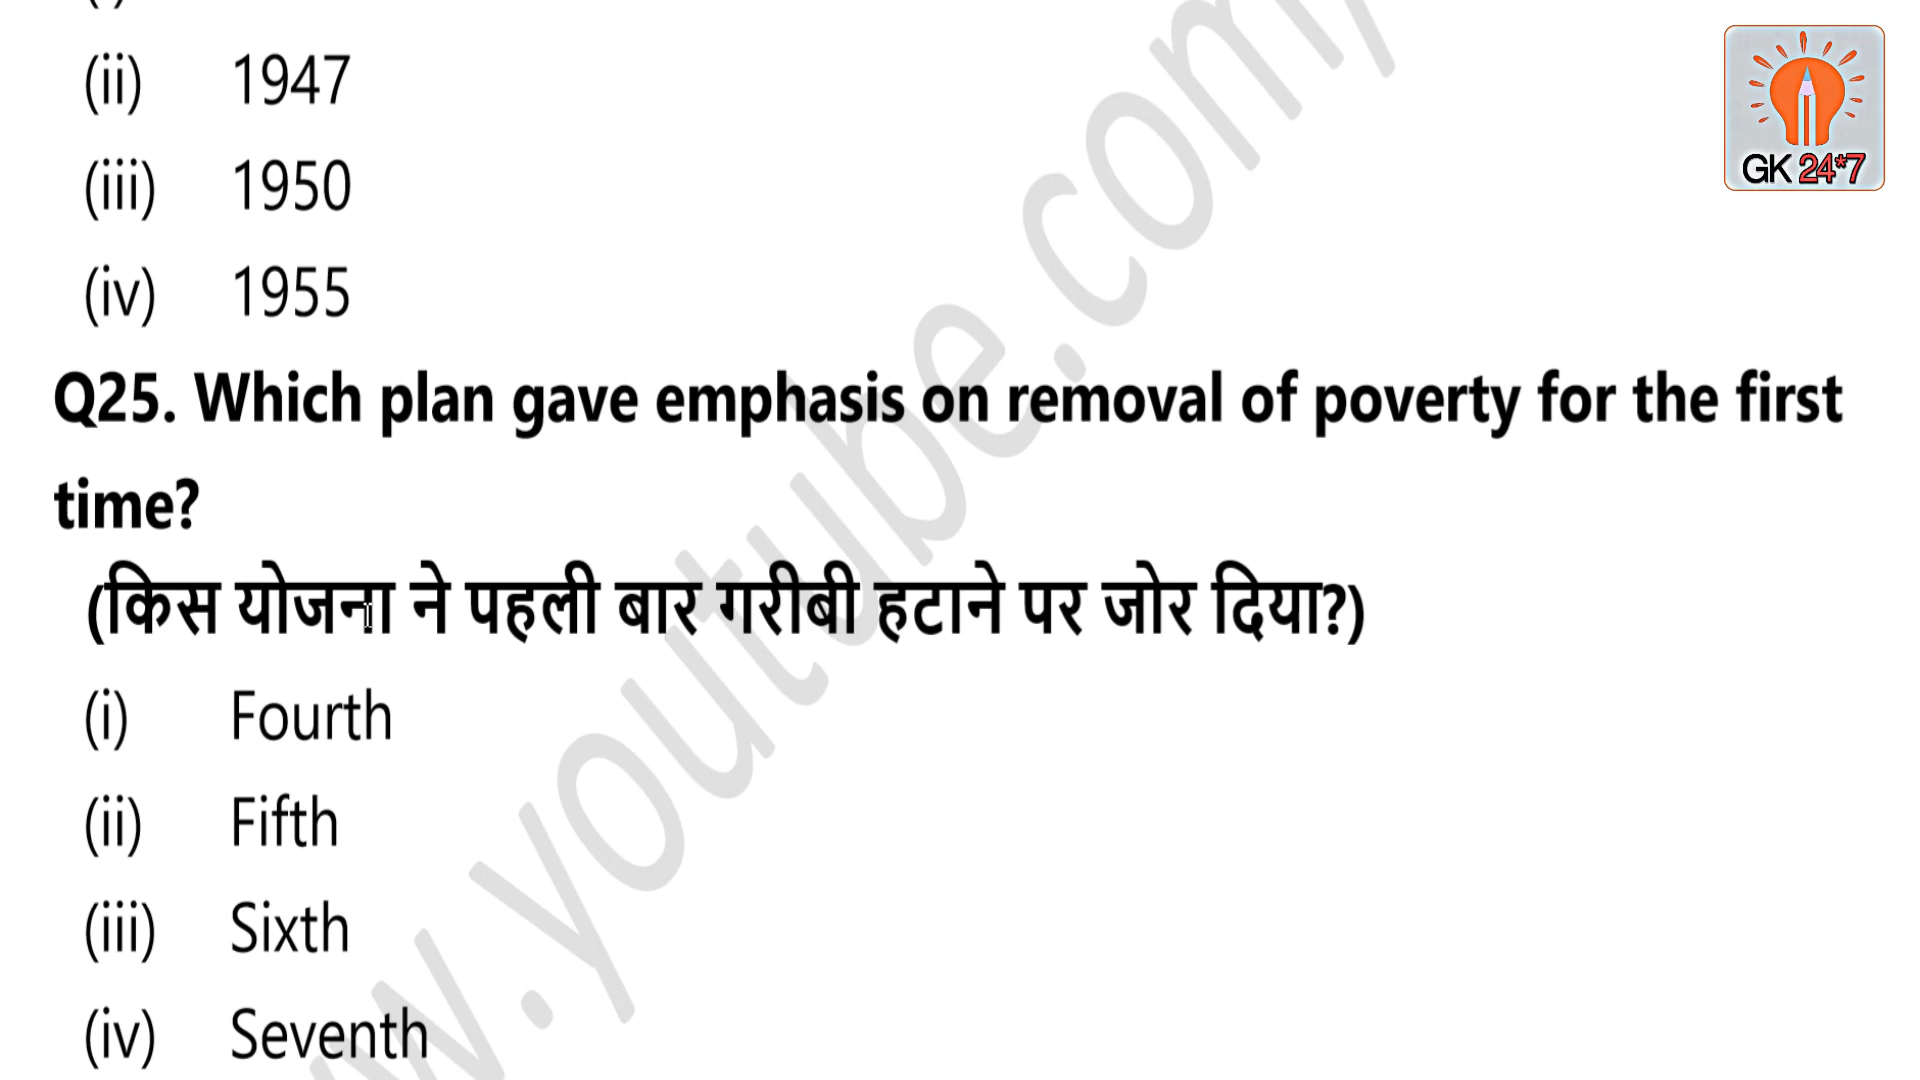 (ii) 1947
(iii) 1950
(iv) 1955
Q25. Which plan gave emphasis on removal of poverty for the first
time?
(किस योजना ने पहली बार गरीबी हटाने पर जोर दिया?)
(i) Fourth
(ii) Fifth
(iii) Sixth
(iv) Seventh
GK 24*7
w.youtube.com/